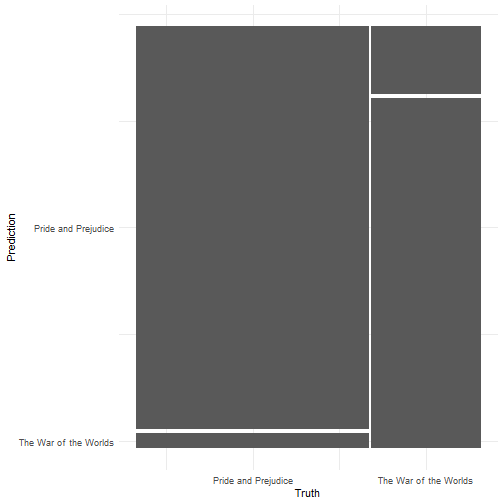 Prediction
Pride and Prejudice
The War of the Worlds
Pride and Prejudice
The War of the Worlds
Truth